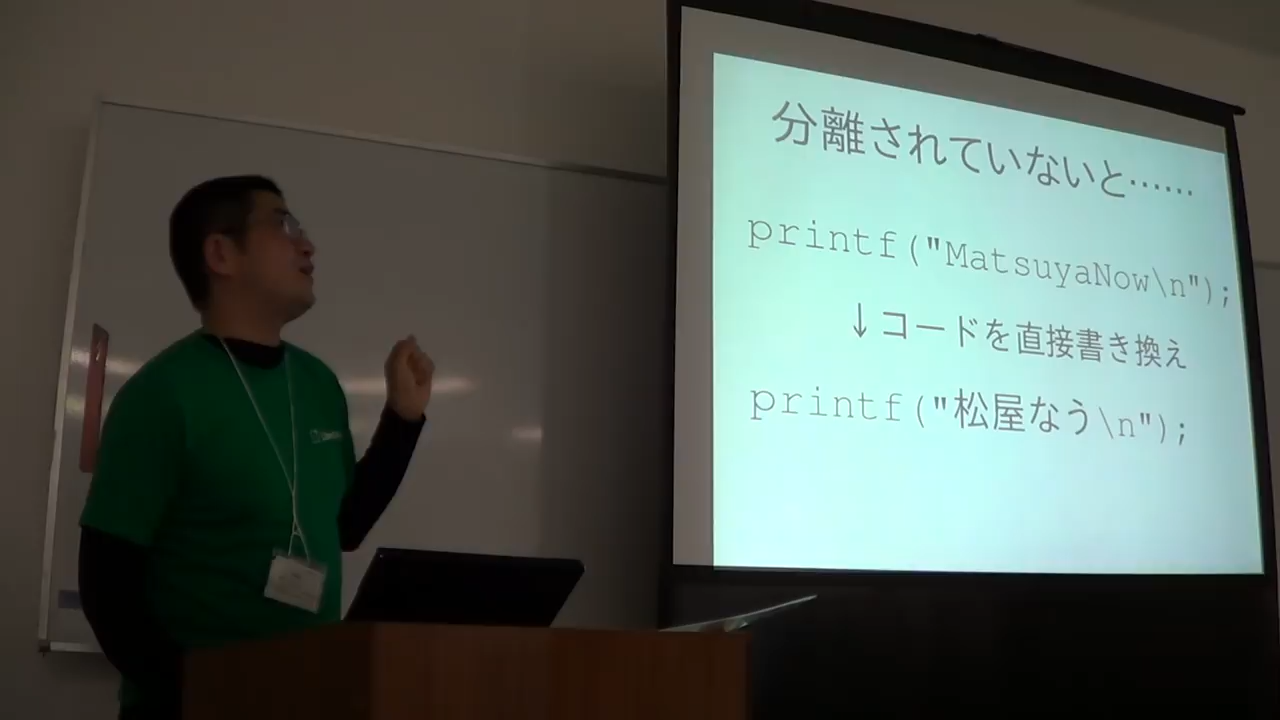 分離されていないと……
printf("MatsuyaNow\n");
↓コードを直接書き換え
printf("松屋なう\n");